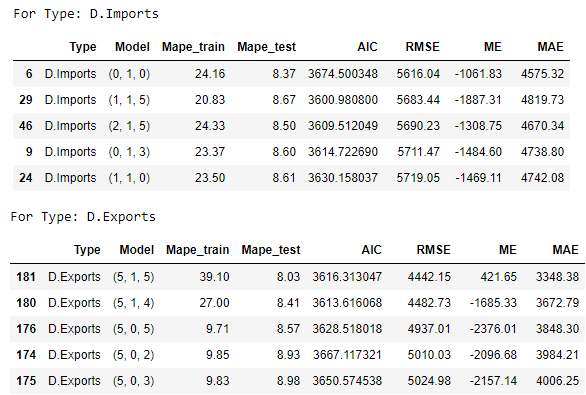 For Type: D.Imports
Type Model Mape_train Mape_test AIC RMSE ME MAE
6 D.Imports (0, 1, 0) 24.16 8.37 3674.500348 5616.04 -1061.83 4575.32
29 D.Imports (1, 1, 5) 20.83 8.67 3600.980800 5683.44 -1887.31 4819.73
46 D.Imports (2, 1, 5) 24.33 8.50 3609.512049 5690.23 -1308.75 4670.34
9 D.Imports (0, 1, 3) 23.37 8.60 3614.722690 5711.47 -1484.60 4738.80
24 D.Imports (1, 1, 0) 23.50 8.61 3630.158037 5719.05 -1469.11 4742.08
For Type: D.Exports
Type Model Mape_train Mape_test AIC RMSE ME MAE
181 D.Exports (5, 1, 5) 39.10 8.03 3616.313047 4442.15 421.65 3348.38
180 D.Exports (5, 1, 4) 27.00 8.41 3613.616068 4482.73 -1685.33 3672.79
176 D.Exports (5, 0, 5) 9.71 8.57 3628.518018 4937.01 -2376.01 3848.30
174 D.Exports (5, 0, 2) 9.85 8.93 3667.117321 5010.03 -2096.68 3984.21
175 D.Exports (5, 0, 3) 9.83 8.98 3650.574538 5024.98 -2157.14 4006.25